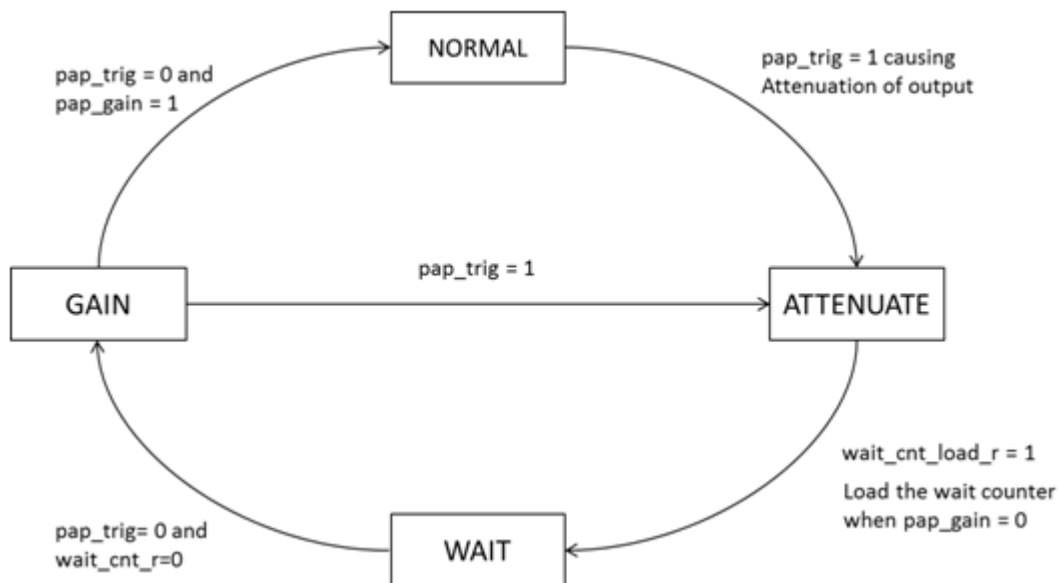 NORMAL
pap_trig = 0 and
pap_gain = 1
pap_trig = 1 causing
Attenuation of output
pap_trig = 1
GAIN
ATTENUATE
wait_cnt_load_r = 1
Load the wait counter
when pap_gain = 0
pap_trig= 0 and
wait_cnt_r=0
WAIT